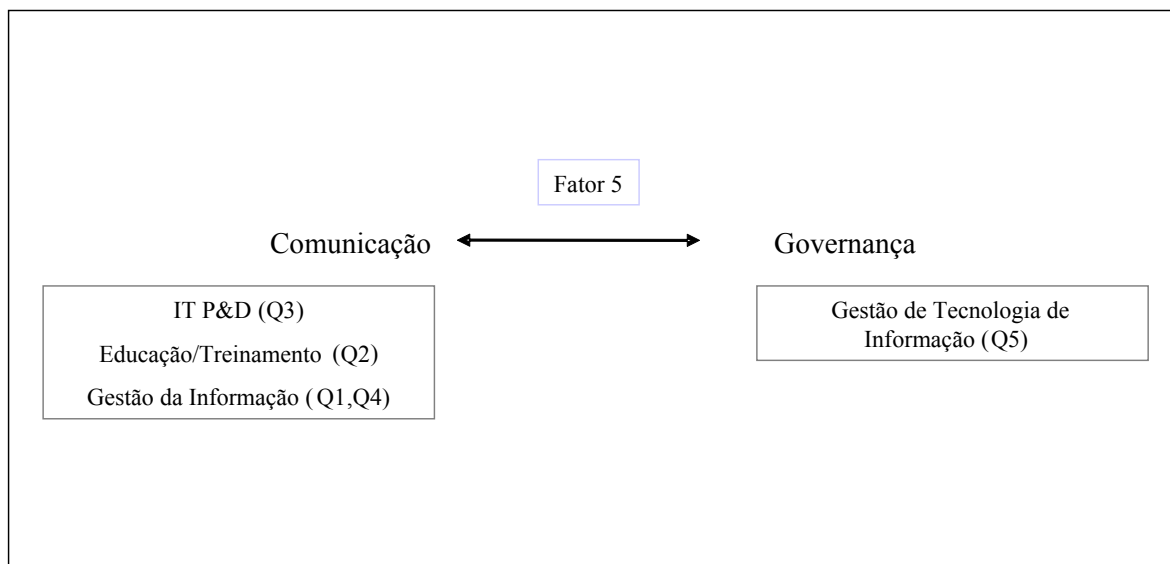 Fator 5
Comunicação
Governança
IT P&D (Q3)
Educação/Treinamento (Q2)
Gestão da Informação (Q1,Q4)
Gestão de Tecnologia de
Informação (Q5)